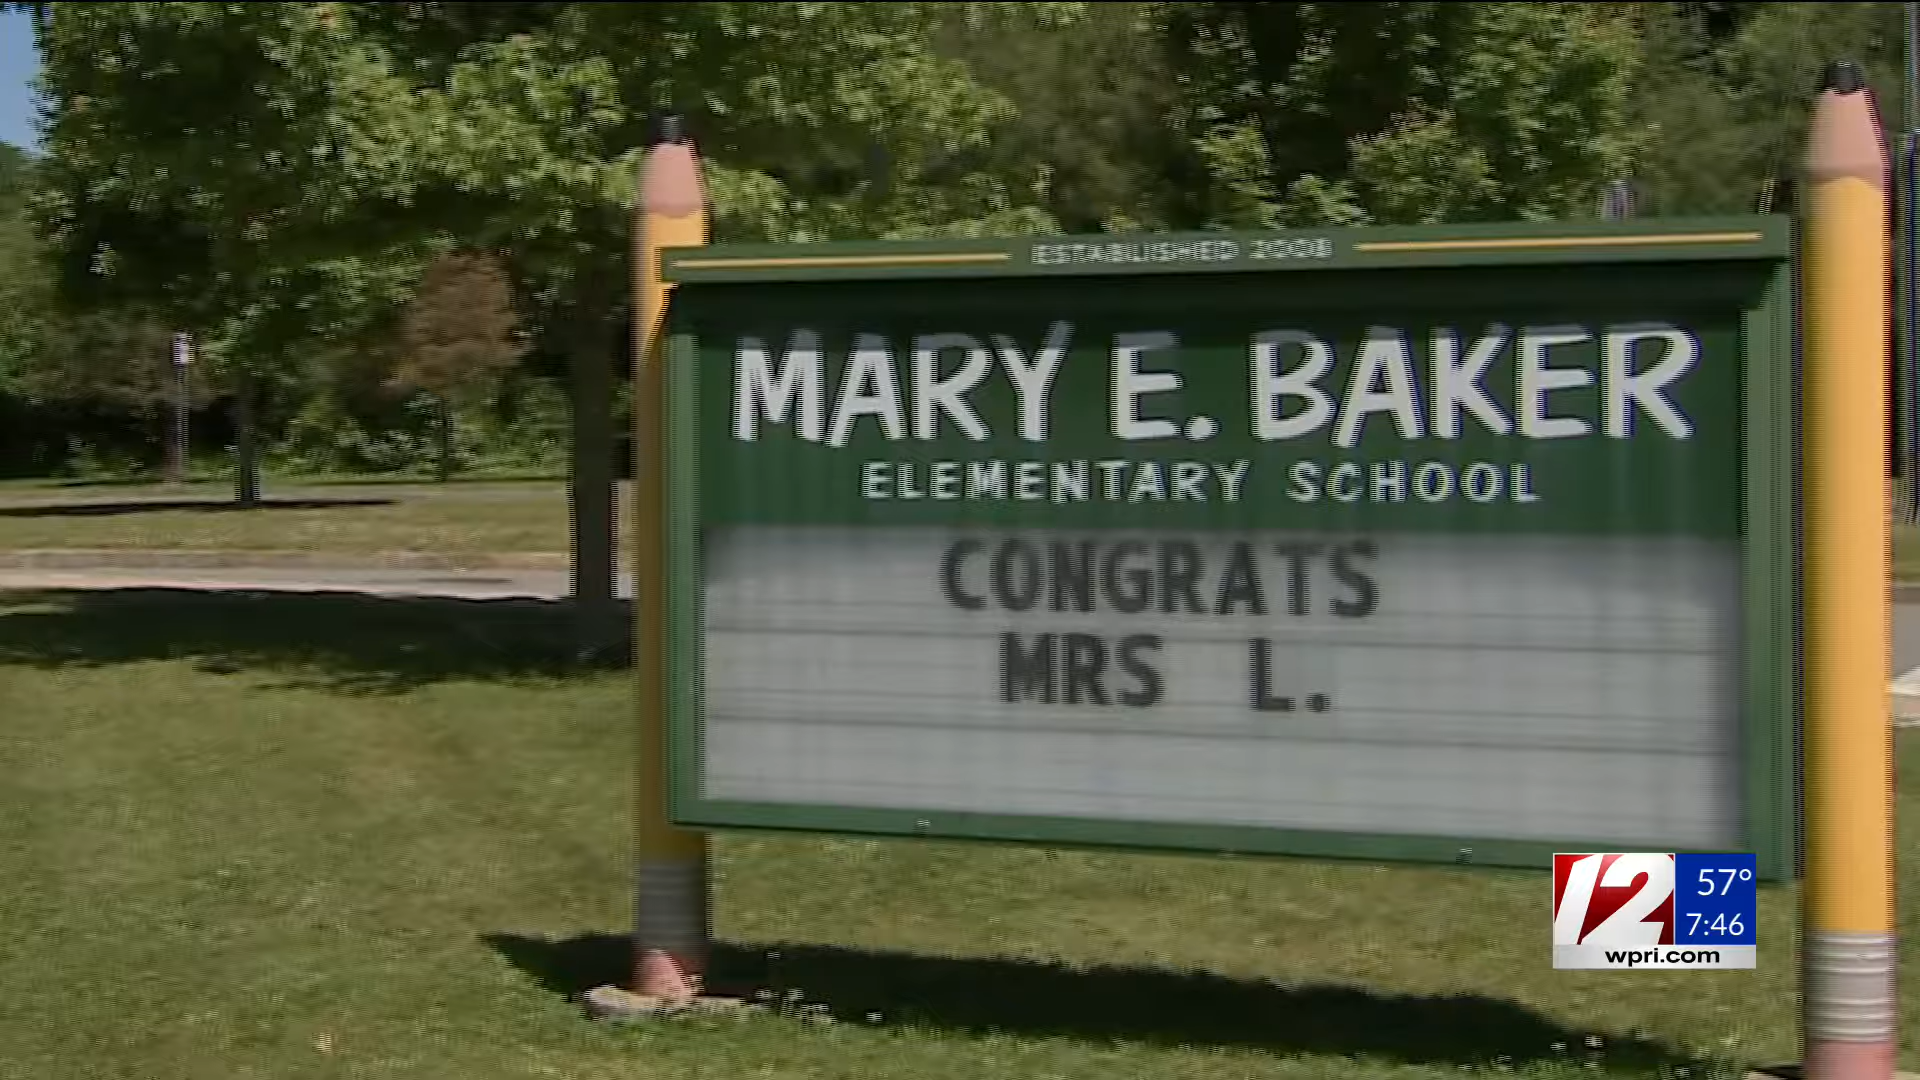 ESTABLISHED 2008
MARY E. BAKER
ELEMENTARY SCHOOL
CONGRATS
MRS L.
12
57°
7:46
wpri.com